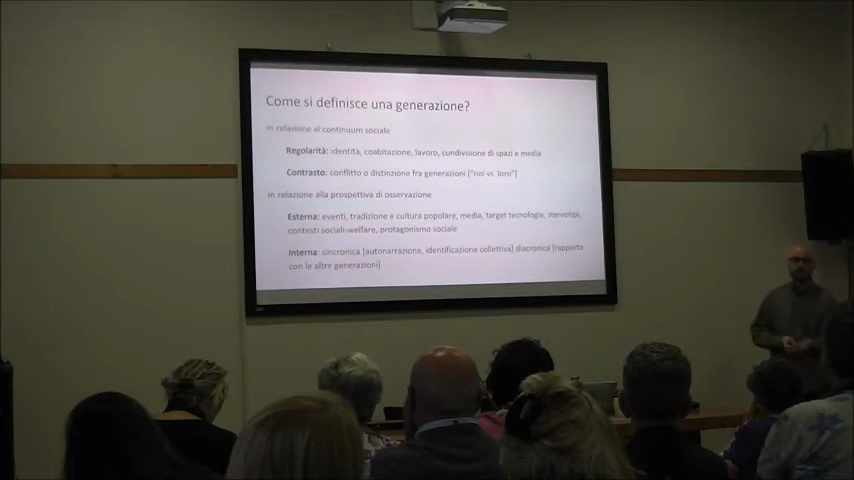 Come si definisce una generazione?
In relazione al continuum sociale
Regolarità: identità, coabitazione, lavoro, condivisione di spazi e media
Contrasto: conflitto o distinzione fra generazioni ["noi vs. loro"]
In relazione alla prospettiva di osservazione
Esterna: eventi, tradizione e cultura popolare, media, target tecnologie, stereotipi,
contesti sociali-welfare, protagonismo sociale
Interna: sincronica [autonarrazione, identificazione collettiva] diacronica [rapporto
con le altre generazioni]